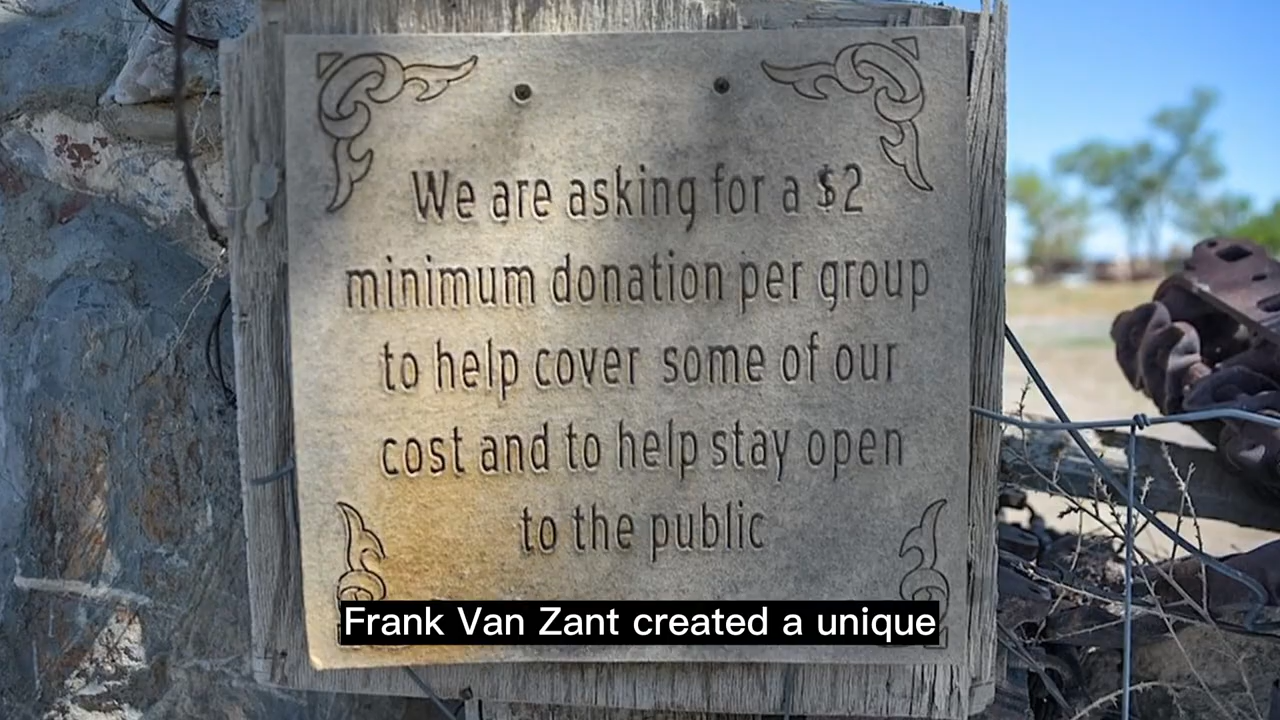 We are asking for a $2
minimum donation per group
to help cover some of our
cost and to help stay open
to the public
Frank Van Zant created a unique